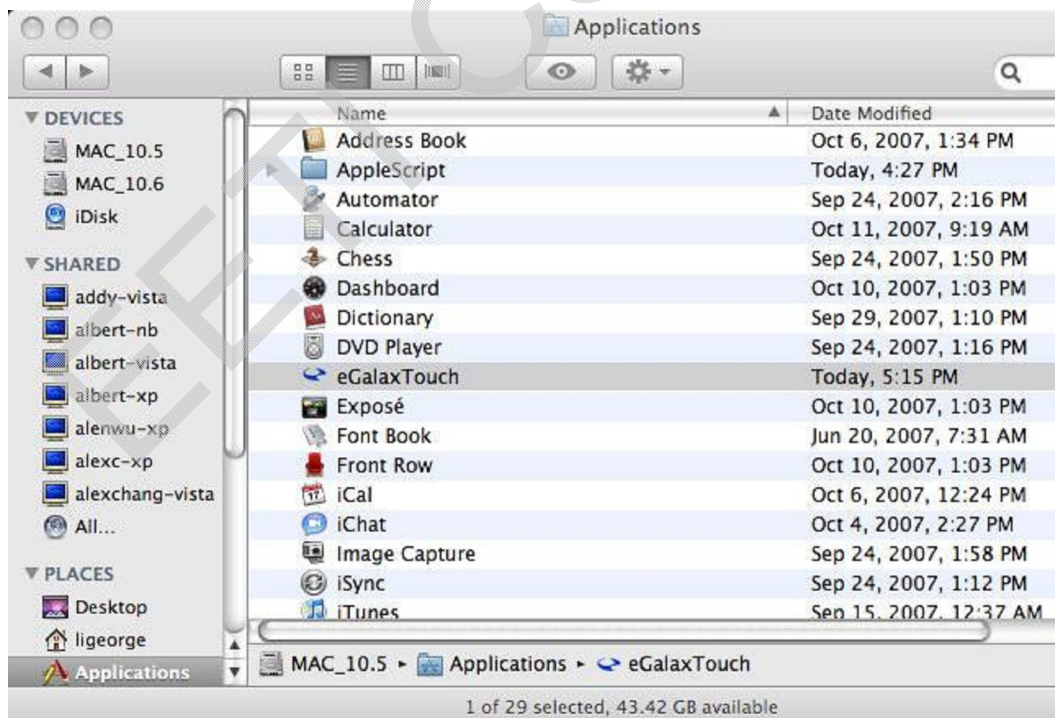 Applications
Name Date Modified
Address Book Oct 6, 2007, 1:34 PM
AppleScript Today, 4:27 PM
Automator Sep 24, 2007, 2:16 PM
Calculator Oct 11, 2007, 9:19 AM
Chess Sep 24, 2007, 1:50 PM
Dashboard Oct 10, 2007, 1:03 PM
Dictionary Sep 29, 2007, 1:10 PM
DVD Player Sep 24, 2007, 1:16 PM
eGalaxTouch Today, 5:15 PM
Exposé Oct 10, 2007, 1:03 PM
Font Book Jun 20, 2007, 7:31 AM
Front Row Oct 10, 2007, 1:03 PM
iCal Oct 6, 2007, 12:24 PM
iChat Oct 4, 2007, 2:27 PM
Image Capture Sep 24, 2007, 1:58 PM
iSync Sep 24, 2007, 1:12 PM
iTunes Sep 15, 2007, 12:37 AM
DEVICES
MAC_10.5
MAC_10.6
iDisk
SHARED
addy-vista
albert-nb
albert-vista
albert-xp
alenwu-xp
alexc-xp
alexchang-vista
All...
PLACES
Desktop
ligeorge
Applications
MAC_10.5 ▸ Applications ▸ eGalaxTouch
1 of 29 selected, 43.42 GB available